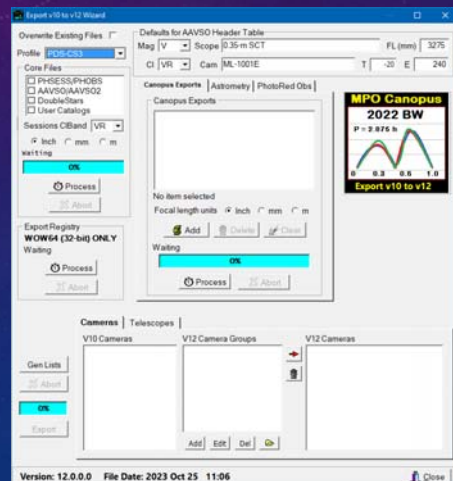 Export v10 to v12 Wizard
Overwrite Existing Files
Profile PDS-CS3
Core Files
PHSESS/PHOBS
AAVSO/AAVSO2
DoubleStars
User Catalogs
Sessions CIBand VR
Inch mm m
Waiting
0%
Process
Abort
Export Registry
WOW64 (32-bit) ONLY
Waiting
Process
Abort
Defaults for AAVSO Header Table
Mag V Scope 0.35-m SCT FL (mm) 3275
CI VR Cam ML-1001E T -20 E 240
Canopus Exports Astrometry PhotoRed Obs
Canopus Exports
No item selected
Focal length units Inch mm m
Add Delete Clear
Waiting
0%
Process Abort
MPO Canopus
2022 BW
P = 2.075 h
0 0.3 0.5 1.0
Export v10 to v12
Cameras Telescopes
V10 Cameras V12 Camera Groups V12 Cameras
Gen Lists
Abort
0%
Export
Add Edit Del
Version: 12.0.0.0 File Date: 2023 Oct 25 11:06
Close